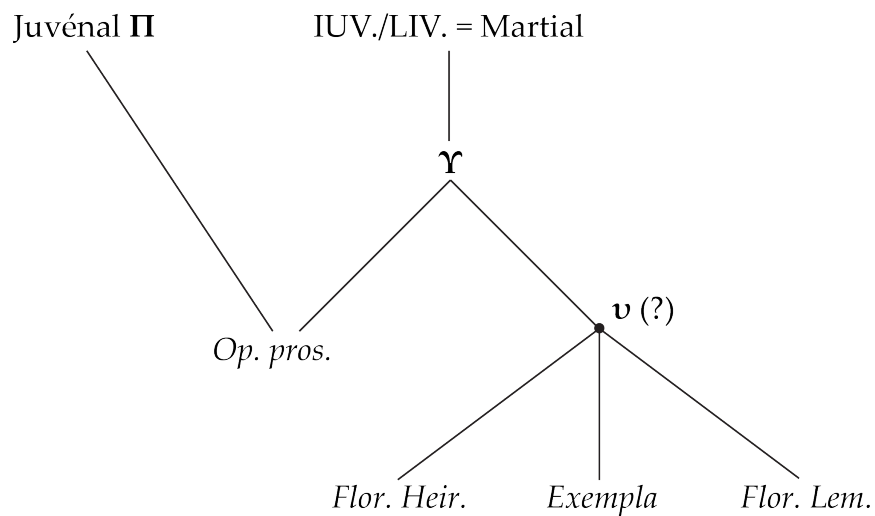 Juvénal Π
IUV./LIV. = Martial
ϒ
υ (?)
Op. pros.
Flor. Heir.
Exempla
Flor. Lem.